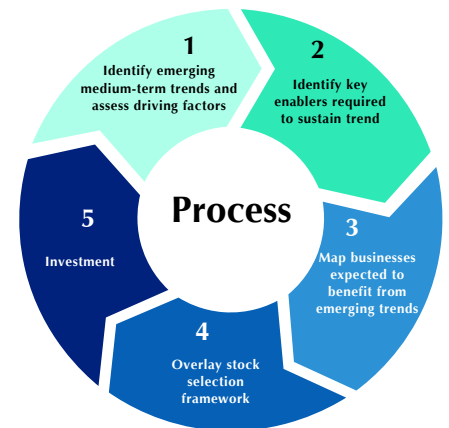 1
Identify emerging
medium-term trends and
assess driving factors
2
Identify key
enablers required
to sustain trend
3
Map businesses
expected to
benefit from
emerging trends
4
Overlay stock
selection
framework
5
Investment
Process